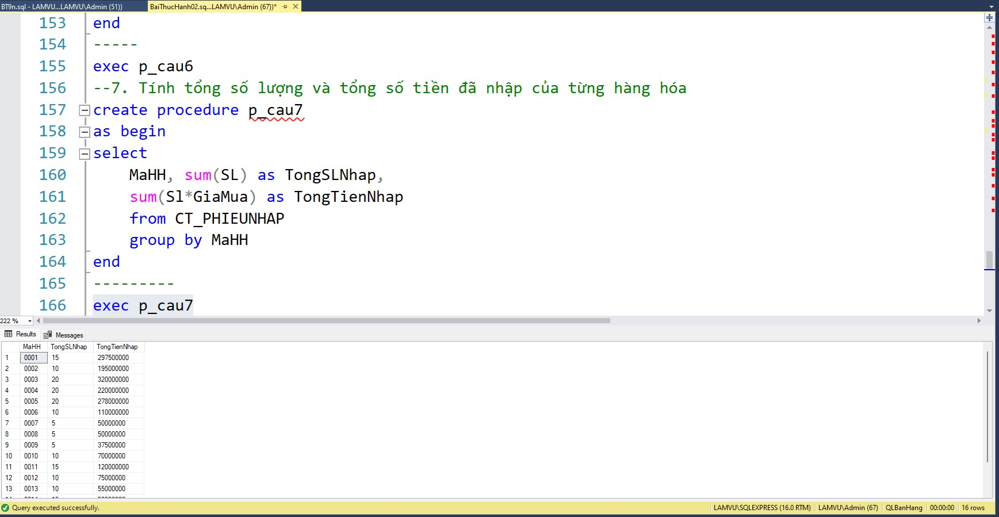 BT9n.sql - LAMVU...LAMVU\Admin (51))
BaiThucHanh02.sq...LAMVU\Admin (67))*
153 end
154 -----
155 exec p_cau6
156 --7. Tính tổng số lượng và tổng số tiền đã nhập của từng hàng hóa
157 create procedure p_cau7
158 as begin
159 select
160 MaHH, sum(SL) as TongSLNhap,
161 sum(Sl*GiaMua) as TongTienNhap
162 from CT_PHIEUNHAP
163 group by MaHH
164 end
165 ---------
166 exec p_cau7
222 %
Results Messages
MaHH TongSLNhap TongTienNhap
1 0001 15 297500000
2 0002 10 195000000
3 0003 20 320000000
4 0004 20 220000000
5 0005 20 278000000
6 0006 10 110000000
7 0007 5 50000000
8 0008 5 50000000
9 0009 5 37500000
10 0010 10 70000000
11 0011 15 120000000
12 0012 10 75000000
13 0013 10 55000000
Query executed successfully.
LAMVU\SQLEXPRESS (16.0 RTM) LAMVU\Admin (67) QLBanHang 00:00:00 16 rows